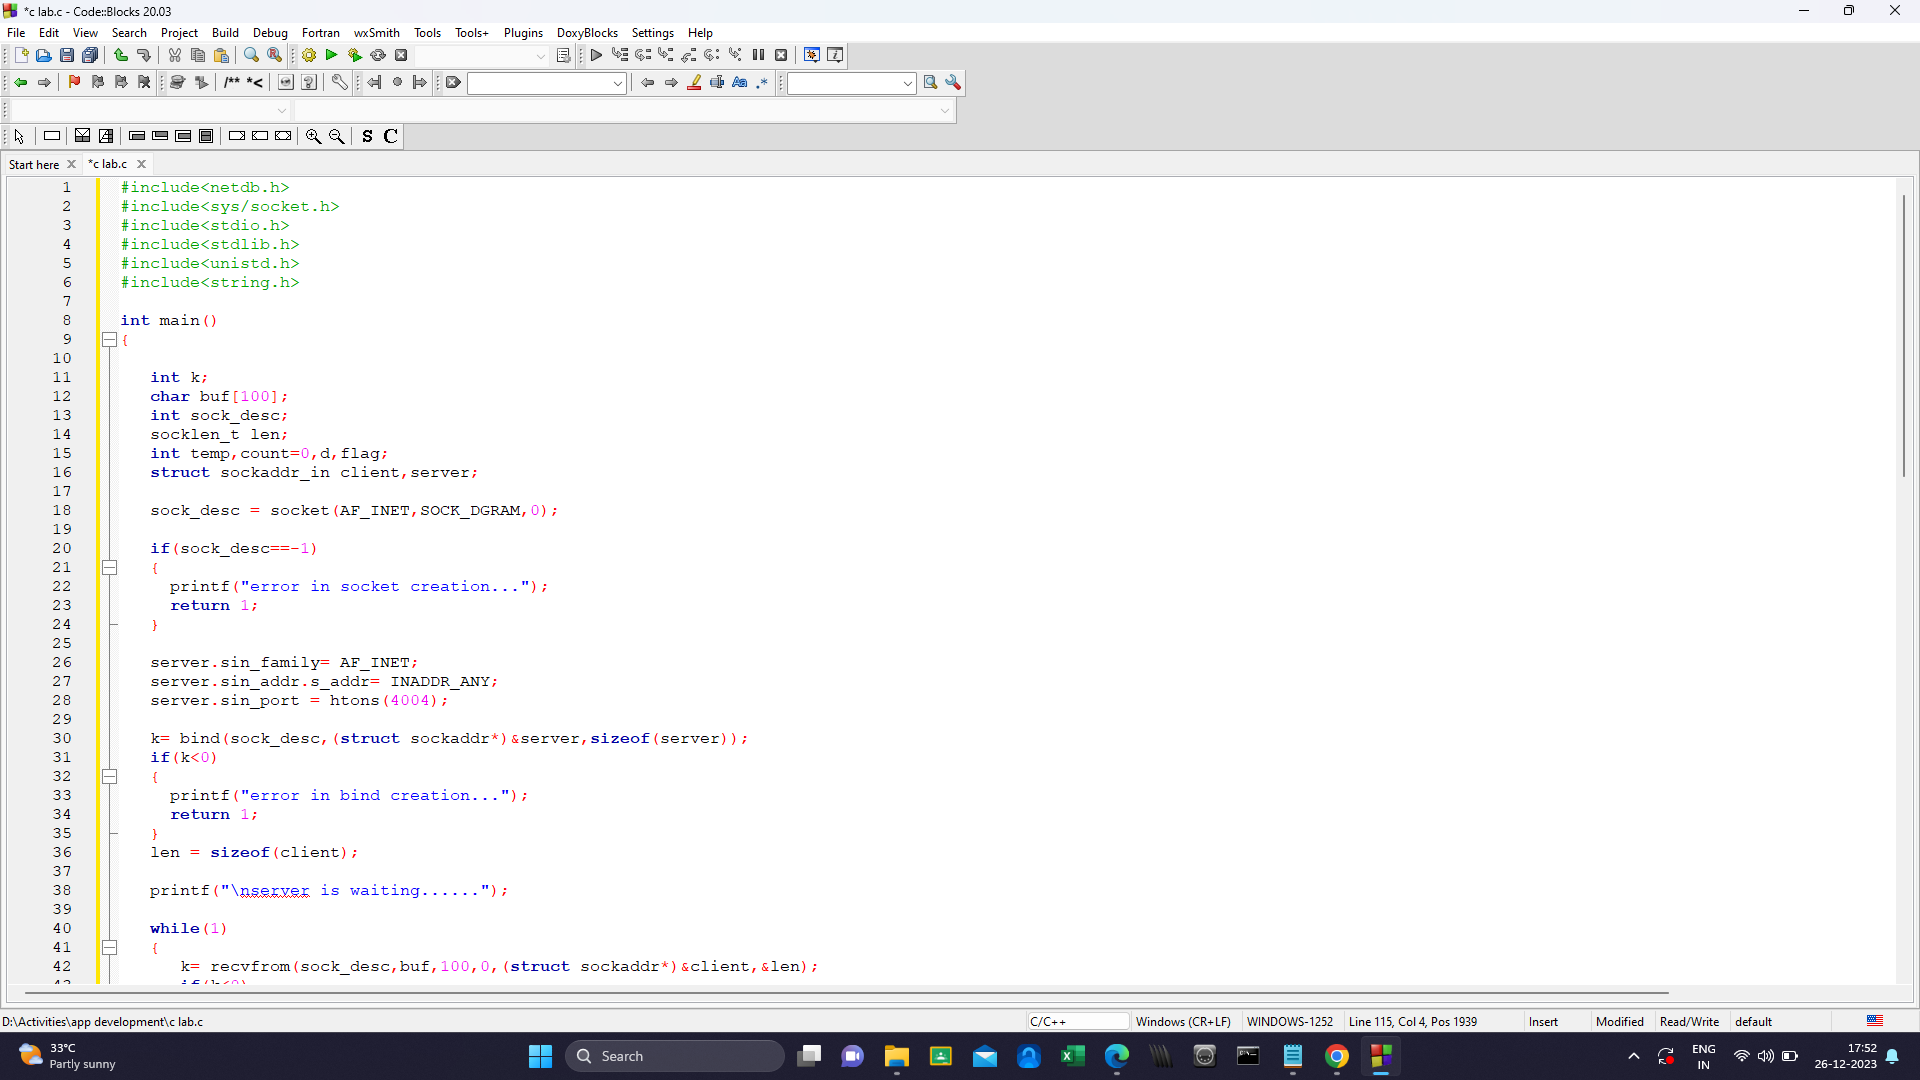 *c lab.c - Code::Blocks 20.03
File Edit View Search Project Build Debug Fortran wxSmith Tools Tools+ Plugins DoxyBlocks Settings Help
/** *<
Aa .*
S C
Start here *c lab.c
1 #include<netdb.h>
2 #include<sys/socket.h>
3 #include<stdio.h>
4 #include<stdlib.h>
5 #include<unistd.h>
6 #include<string.h>
7
8 int main()
9 {
10
11 int k;
12 char buf[100];
13 int sock_desc;
14 socklen_t len;
15 int temp,count=0,d,flag;
16 struct sockaddr_in client,server;
17
18 sock_desc = socket(AF_INET,SOCK_DGRAM,0);
19
20 if(sock_desc==-1)
21 {
22 printf("error in socket creation...");
23 return 1;
24 }
25
26 server.sin_family= AF_INET;
27 server.sin_addr.s_addr= INADDR_ANY;
28 server.sin_port = htons(4004);
29
30 k= bind(sock_desc,(struct sockaddr*)&server,sizeof(server));
31 if(k<0)
32 {
33 printf("error in bind creation...");
34 return 1;
35 }
36 len = sizeof(client);
37
38 printf("\nserver is waiting......");
39
40 while(1)
41 {
42 k= recvfrom(sock_desc,buf,100,0,(struct sockaddr*)&client,&len);
43 if(k<0)
D:\Activities\app development\c lab.c C/C++ Windows (CR+LF) WINDOWS-1252 Line 115, Col 4, Pos 1939 Insert Modified Read/Write default
33°C
Partly sunny
Search
ENG
IN
17:52
26-12-2023